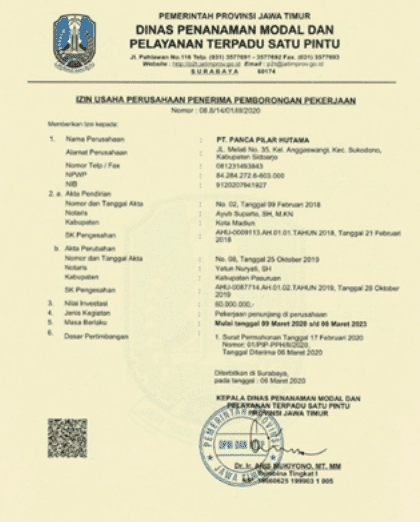 PEMERINTAH PROVINSI JAWA TIMUR
DINAS PENANAMAN MODAL DAN
PELAYANAN TERPADU SATU PINTU
Jl. Pahlawan No.116 Telp. (031) 3577691 - 3577692 Fax. (031) 3577693
Website : http://p2t.jatimprov.go.id Email : p2t@jatimprov.go.id
SURABAYA 60174
IZIN USAHA PERUSAHAAN PENERIMA PEMBORONGAN PEKERJAAN
Nomor :
Memberikan Izin kepada:
1. Nama Perusahaan : PT. PANCA PILAR HUTAMA
Alamat Perusahaan : JL. Melati No. 35, Kel. Anggaswangi, Kec. Sukodono,
Kabupaten Sidoarjo
Nomor Telp / Fax : 081231493843
NPWP : 84.284.272.6-603.000
NIB : 9120207941927
2. a. Akta Pendirian
Nomor dan Tanggal Akta : No. 02, Tanggal 09 Februari 2018
Notaris : Ayub Suparto, SH, M.KN
Kabupaten : Kota Madiun
SK Pengesahan : AHU-0009113.AH.01.01.TAHUN 2018, Tanggal 21 Februari
2018
b. Akta Perubahan
Nomor dan Tanggal Akta : No. 06, Tanggal 25 Oktober 2019
Notaris : Yatun Nuryati, SH
Kabupaten : Kabupaten Pasuruan
SK Pengesahan : AHU-0087714.AH.01.02.TAHUN 2019, Tanggal 28 Oktober
2019
3. Nilai Investasi : 60.000.000,-
4. Jenis Kegiatan : Pekerjaan penunjang di perusahaan
5. Masa Berlaku : Mulai tanggal 09 Maret 2020 s/d 08 Maret 2023
6. Dasar Pertimbangan : 1. Surat Permohonan Tanggal 17 Februari 2020
Nomor: 01/PIP-PPH/II/2020,
Tanggal Diterima 06 Maret 2020
Diterbitkan di Surabaya,
pada tanggal : 06 Maret 2020
KEPALA DINAS PENANAMAN MODAL DAN
PELAYANAN TERPADU SATU PINTU
PROVINSI JAWA TIMUR
PEMERINTAH PROVINSI
JAWA TIMUR
Dr. Ir. ARIS MUKIYONO, MT, MM
Pembina Tingkat I
199903 1 005